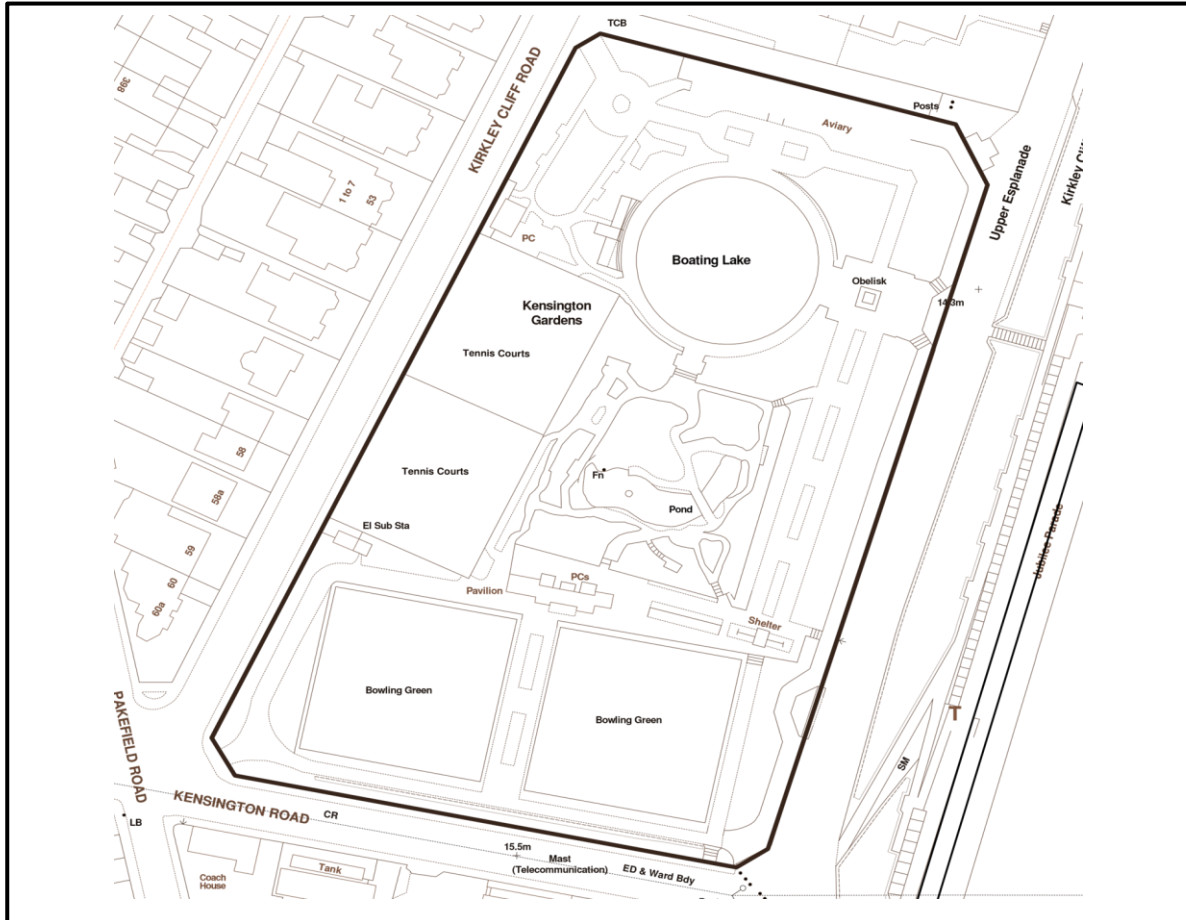 TCB
398
KIRKLEY CLIFF ROAD
Posts
Aviary
Upper Esplanade
1 to 7
53
PC
Boating Lake
Obelisk
14.3m
Kensington
Gardens
Tennis Courts
58
Tennis Courts
58a
Fn
Pond
El Sub Sta
Jubilee Parade
59
60
60a
PCs
Pavilion
Shelter
Bowling Green
Bowling Green
PAKEFIELD ROAD
T
SM
KENSINGTON ROAD
CR
LB
15.5m
Mast
(Telecommunication)
ED & Ward Bdy
Tank
Coach
House